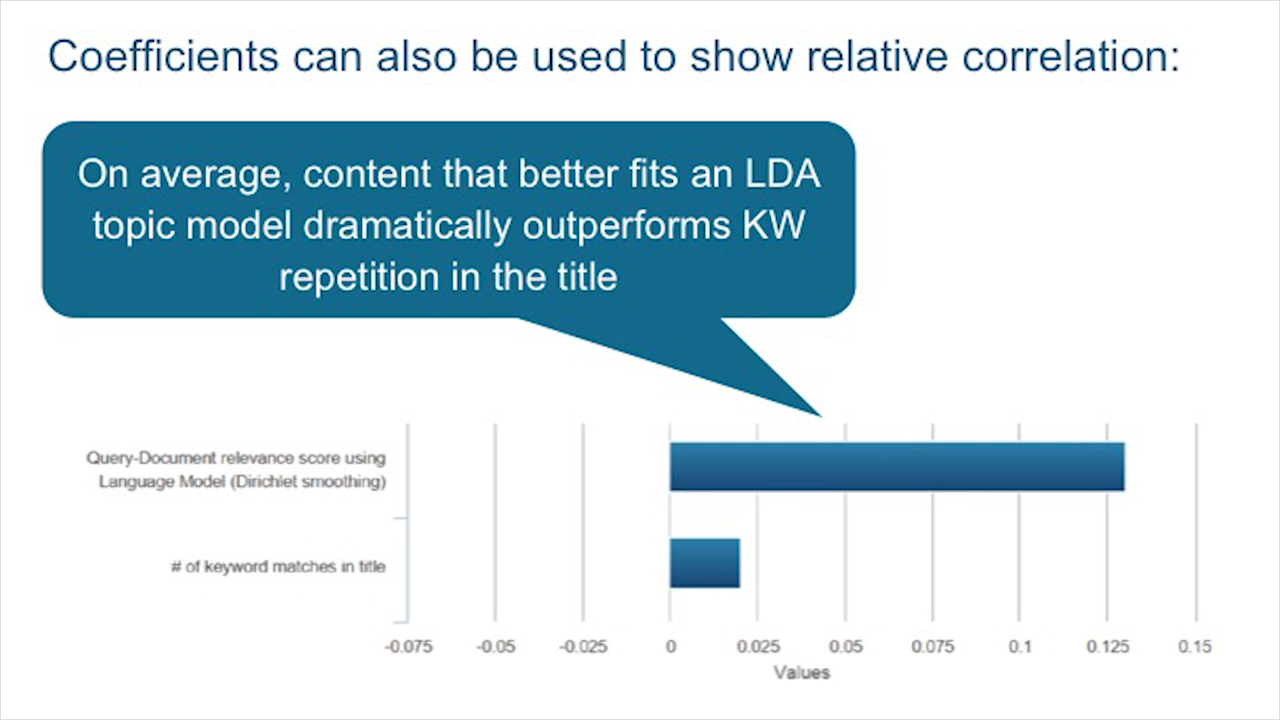 Coefficients can also be used to show relative correlation:
On average, content that better fits an LDA
topic model dramatically outperforms KW
repetition in the title
Query-Document relevance score using
Language Model (Dirichlet smoothing)
# of keyword matches in title
-0.075 -0.05 -0.025 0 0.025 0.05 0.075 0.1 0.125 0.15
Values